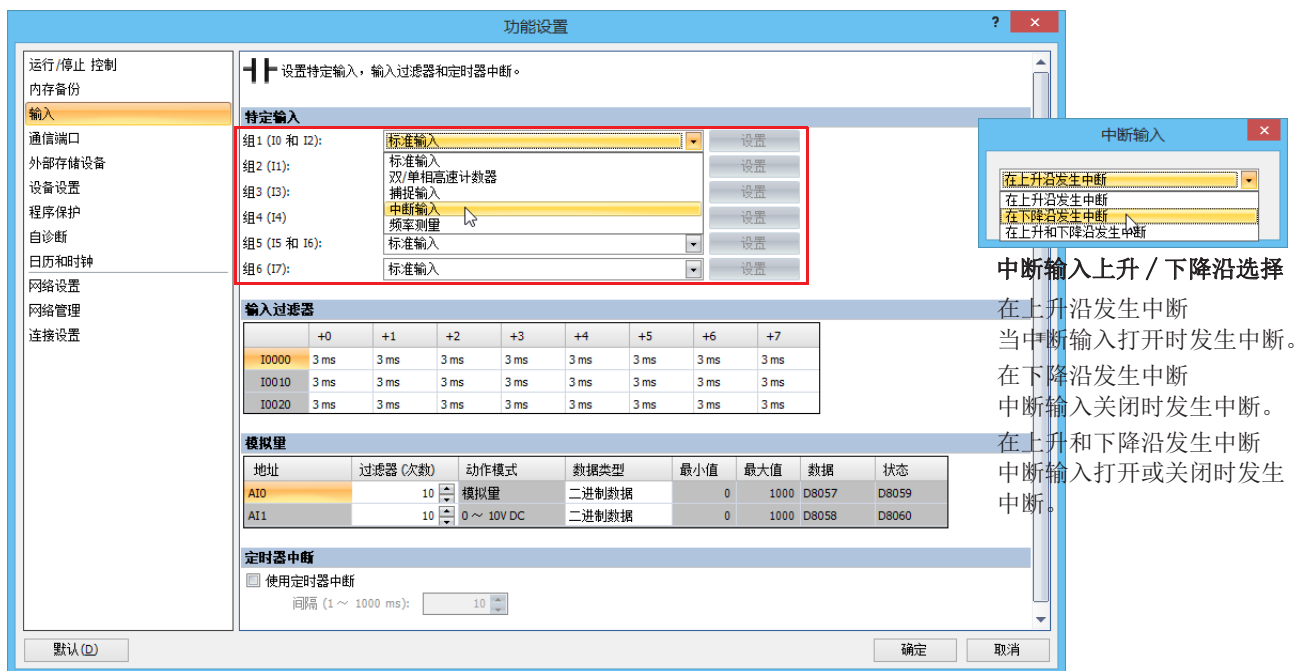 功能设置
?
运行/停止 控制
内存备份
输入
通信端口
外部存储设备
设备设置
程序保护
自诊断
日历和时钟
网络设置
网络管理
连接设置
设置特定输入，输入过滤器和定时器中断。
特定输入
组1 (I0 和 I2): 标准输入 设置
标准输入
双/单相高速计数器
捕捉输入
中断输入
频率测量
组2 (I1): 设置
组3 (I3): 设置
组4 (I4) 设置
组5 (I5 和 I6): 标准输入 设置
组6 (I7): 标准输入 设置
输入过滤器
+0 +1 +2 +3 +4 +5 +6 +7
I0000 3 ms 3 ms 3 ms 3 ms 3 ms 3 ms 3 ms 3 ms
I0010 3 ms 3 ms 3 ms 3 ms 3 ms 3 ms 3 ms 3 ms
I0020 3 ms 3 ms 3 ms 3 ms 3 ms 3 ms 3 ms 3 ms
模拟量
地址 过滤器 (次数) 动作模式 数据类型 最小值 最大值 数据 状态
AI0 10 模拟量 二进制数据 0 1000 D8057 D8059
AI1 10 0 ～ 10V DC 二进制数据 0 1000 D8058 D8060
定时器中断
使用定时器中断
间隔 (1 ～ 1000 ms): 10
默认(D) 确定 取消
中断输入
在上升沿发生中断
在上升沿发生中断
在下降沿发生中断
在上升和下降沿发生中断
中断输入上升 / 下降沿选择
在上升沿发生中断
当中断输入打开时发生中断。
在下降沿发生中断
中断输入关闭时发生中断。
在上升和下降沿发生中断
中断输入打开或关闭时发生
中断。